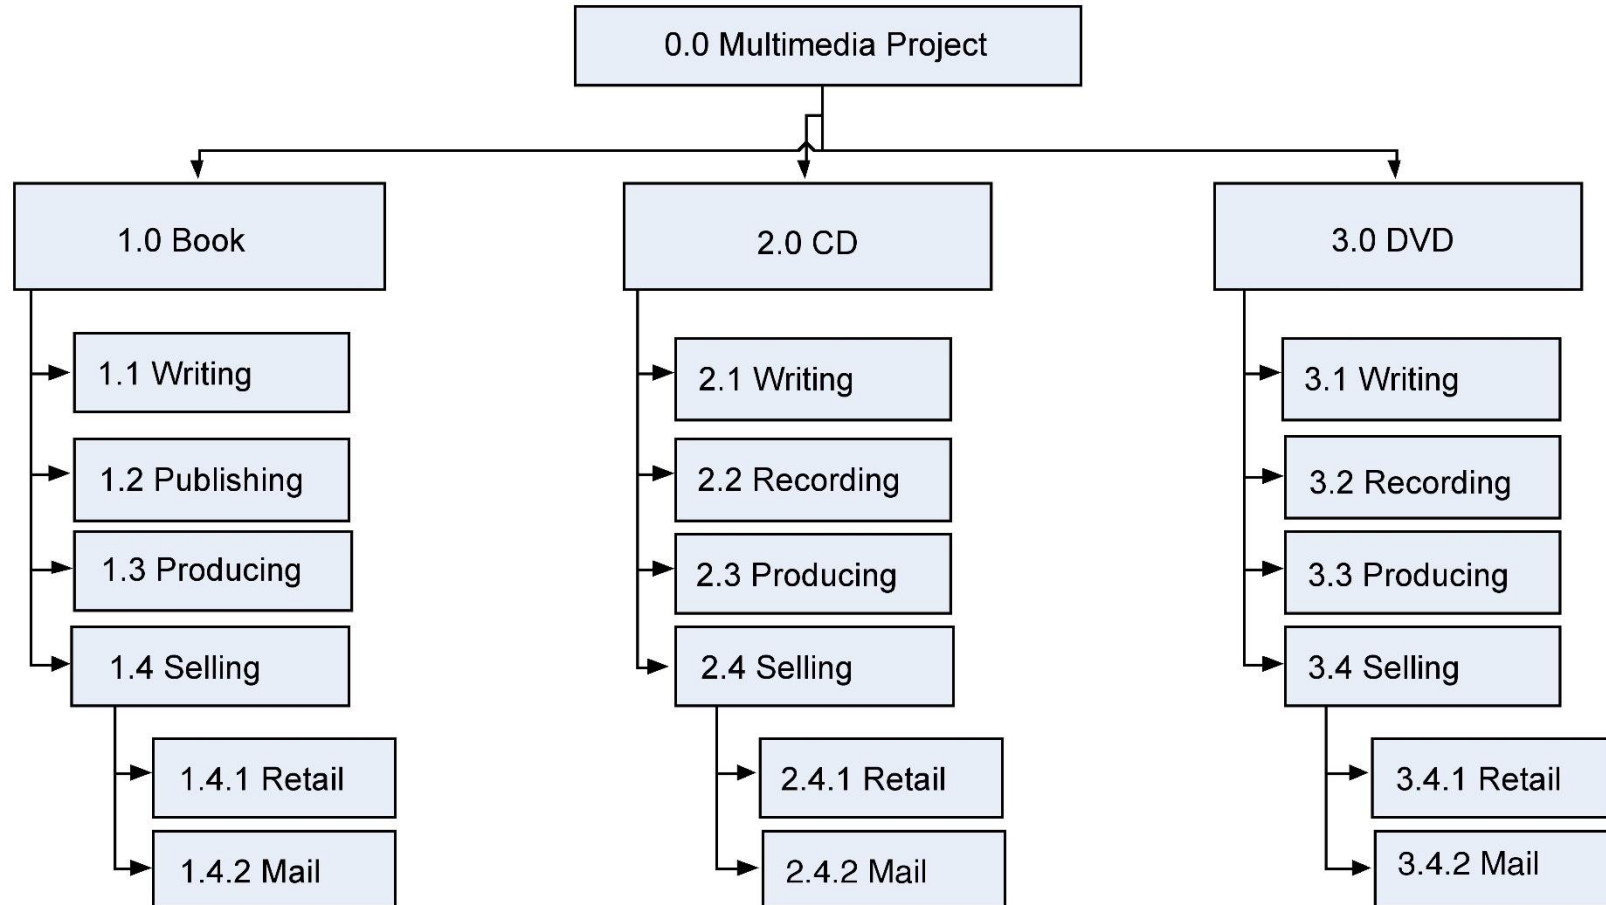 0.0 Multimedia Project
1.0 Book
2.0 CD
3.0 DVD
1.1 Writing
2.1 Writing
3.1 Writing
1.2 Publishing
2.2 Recording
3.2 Recording
1.3 Producing
2.3 Producing
3.3 Producing
1.4 Selling
2.4 Selling
3.4 Selling
1.4.1 Retail
2.4.1 Retail
3.4.1 Retail
1.4.2 Mail
2.4.2 Mail
3.4.2 Mail